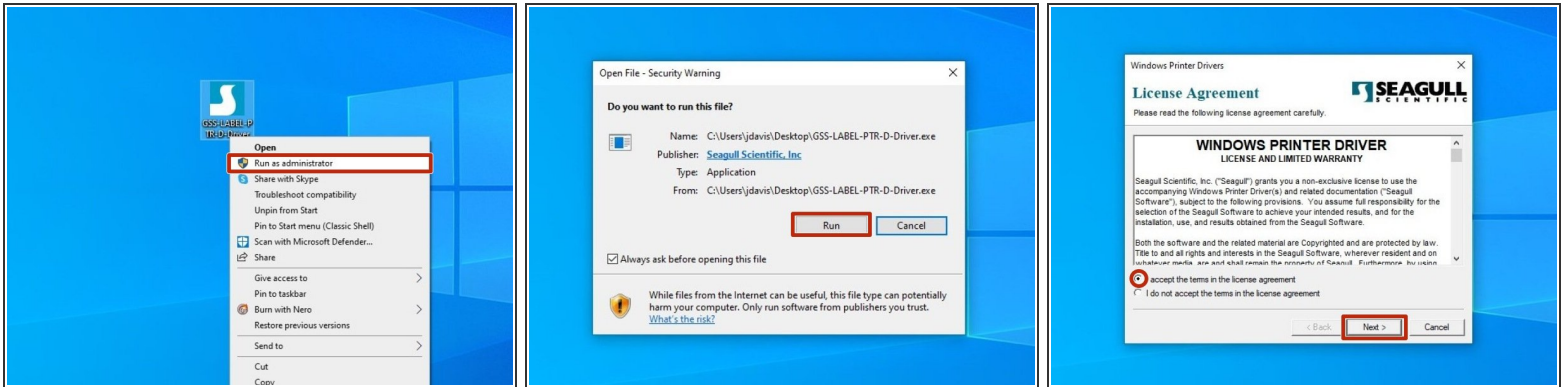 GSS-LABEL-P
TR-D-Driver
Open
Run as administrator
Share with Skype
Troubleshoot compatibility
Unpin from Start
Pin to Start menu (Classic Shell)
Scan with Microsoft Defender...
Share
Give access to
Pin to taskbar
Burn with Nero
Restore previous versions
Send to
Cut
Copy
Open File - Security Warning
Do you want to run this file?
Name: C:\Users\jdavis\Desktop\GSS-LABEL-PTR-D-Driver.exe
Publisher: Seagull Scientific, Inc
Type: Application
From: C:\Users\jdavis\Desktop\GSS-LABEL-PTR-D-Driver.exe
Run Cancel
Always ask before opening this file
While files from the Internet can be useful, this file type can potentially
harm your computer. Only run software from publishers you trust.
What's the risk?
Windows Printer Drivers
License Agreement
SEAGULL
SCIENTIFIC
Please read the following license agreement carefully.
WINDOWS PRINTER DRIVER
LICENSE AND LIMITED WARRANTY
Seagull Scientific, Inc. ("Seagull") grants you a non-exclusive license to use the
accompanying Windows Printer Driver(s) and related documentation ("Seagull
Software"), subject to the following provisions. You assume full responsibility for the
selection of the Seagull Software to achieve your intended results, and for the
installation, use, and results obtained from the Seagull Software.
Both the software and the related material are Copyrighted and are protected by law.
Title to and all rights and interests in the Seagull Software, wherever resident and on
whatever media, are and shall remain the property of Seagull. Furthermore, by using
accept the terms in the license agreement
I do not accept the terms in the license agreement
< Back Next > Cancel